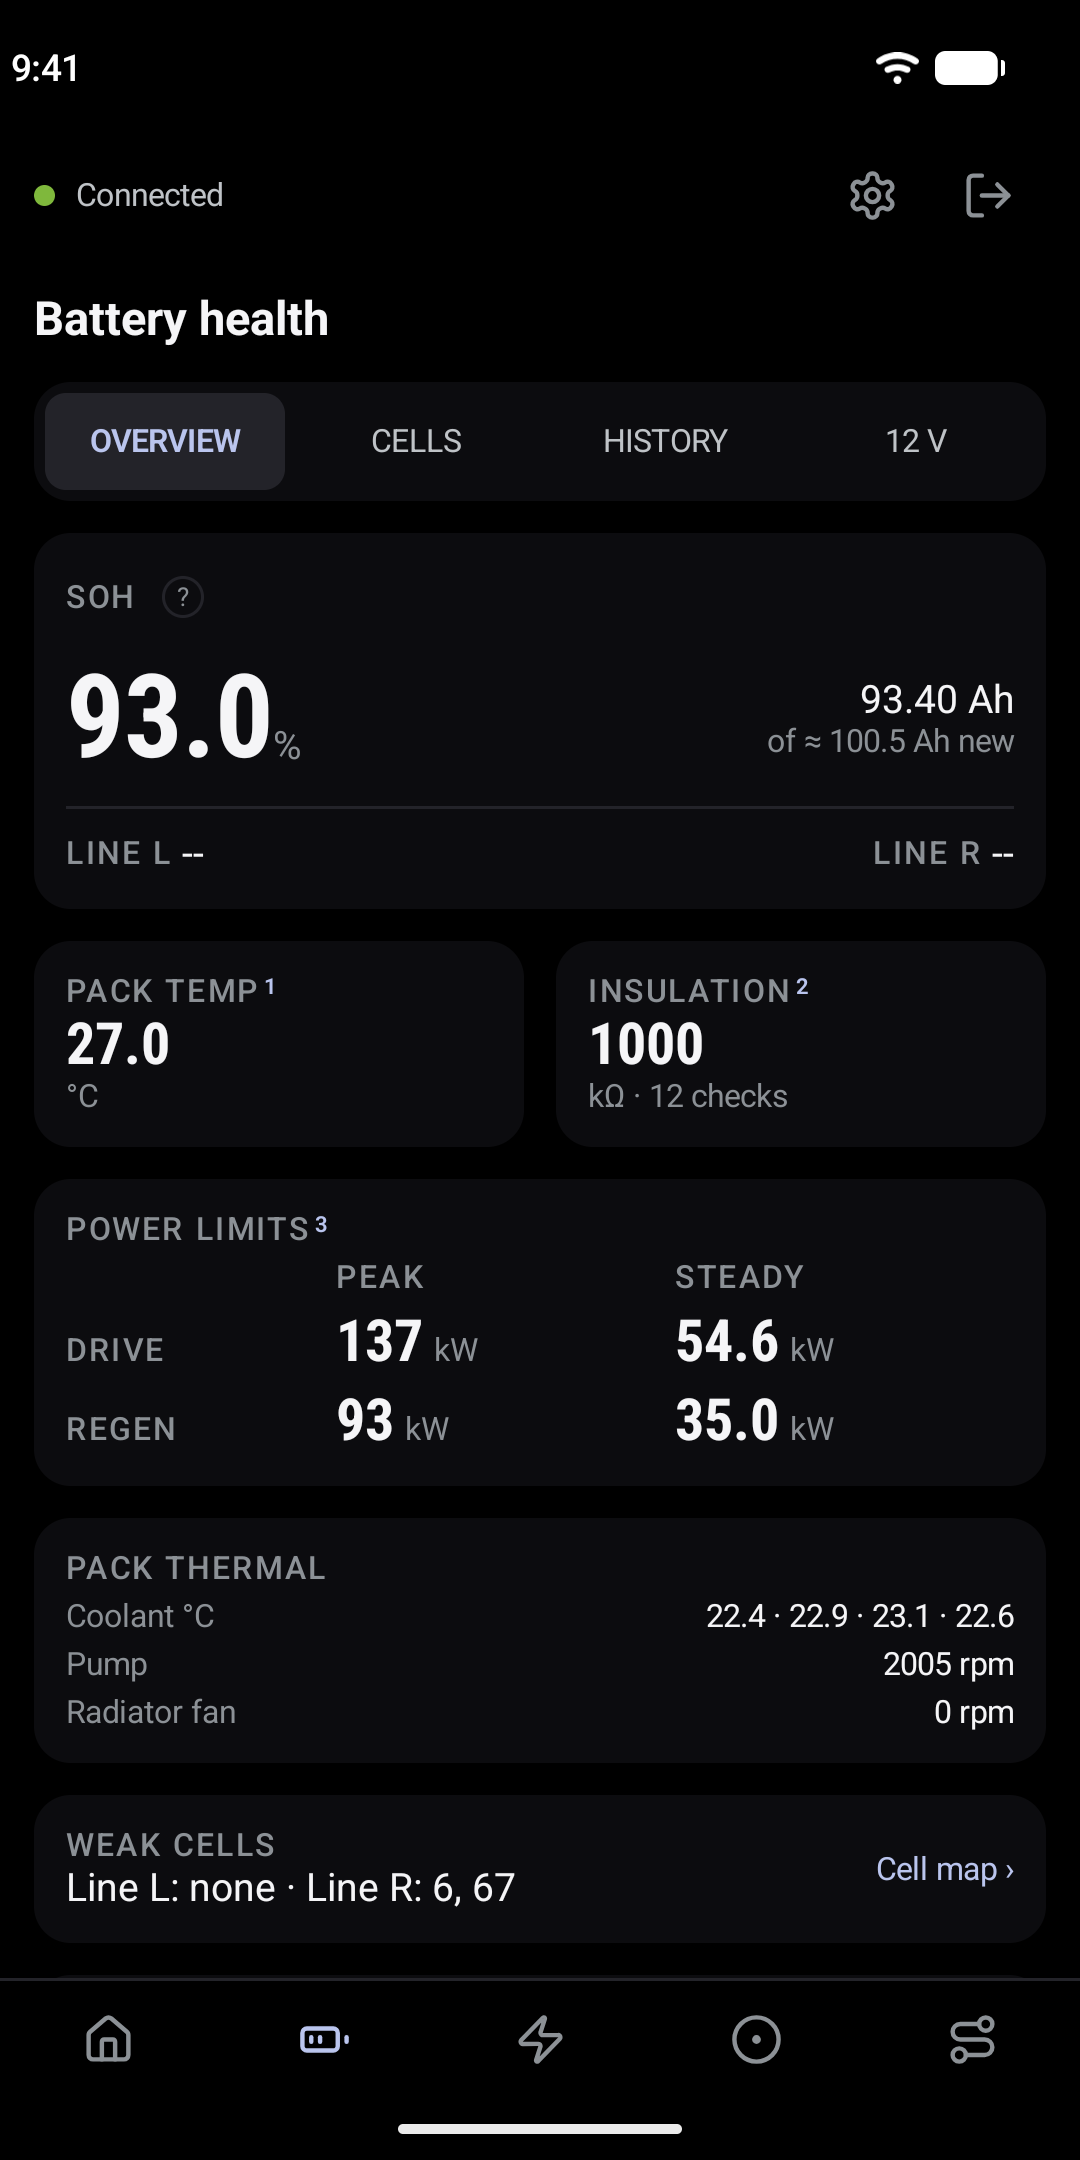 9:41
Connected
Battery health
OVERVIEW CELLS HISTORY 12 V
SOH ?
93.0% 93.40 Ah
of ≈ 100.5 Ah new
LINE L -- LINE R --
PACK TEMP 1
27.0
°C
INSULATION 2
1000
kΩ · 12 checks
POWER LIMITS 3
PEAK STEADY
DRIVE 137 kW 54.6 kW
REGEN 93 kW 35.0 kW
PACK THERMAL
Coolant °C 22.4 · 22.9 · 23.1 · 22.6
Pump 2005 rpm
Radiator fan 0 rpm
WEAK CELLS
Line L: none · Line R: 6, 67
Cell map ›